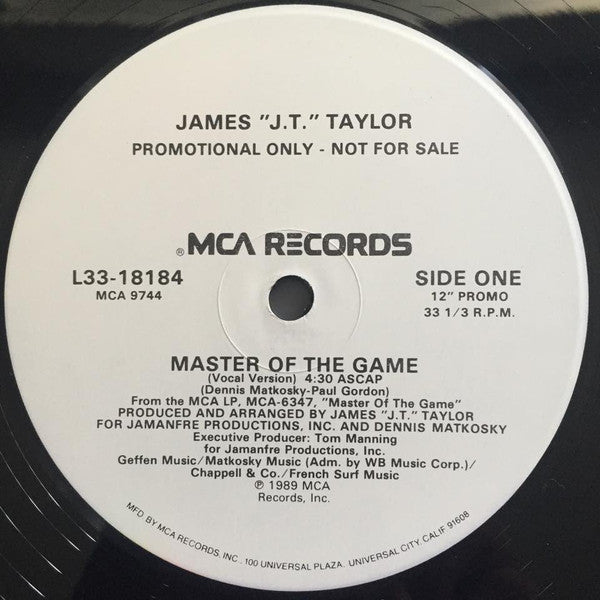 JAMES "J.T." TAYLOR
PROMOTIONAL ONLY - NOT FOR SALE
® MCA RECORDS
L33-18184
MCA 9744
SIDE ONE
12" PROMO
33 1/3 R.P.M.
MASTER OF THE GAME
(Vocal Version) 4:30 ASCAP
(Dennis Matkosky-Paul Gordon)
From the MCA LP, MCA-6347, "Master Of The Game"
PRODUCED AND ARRANGED BY JAMES "J.T." TAYLOR
FOR JAMANFRE PRODUCTIONS, INC. AND DENNIS MATKOSKY
Executive Producer: Tom Manning
for Jamanfre Productions, Inc.
Geffen Music/Matkosky Music (Adm. by WB Music Corp.)/
Chappell & Co./French Surf Music
℗ 1989 MCA
Records, Inc.
MFD. BY MCA RECORDS, INC., 100 UNIVERSAL PLAZA, UNIVERSAL CITY, CALIF. 91608